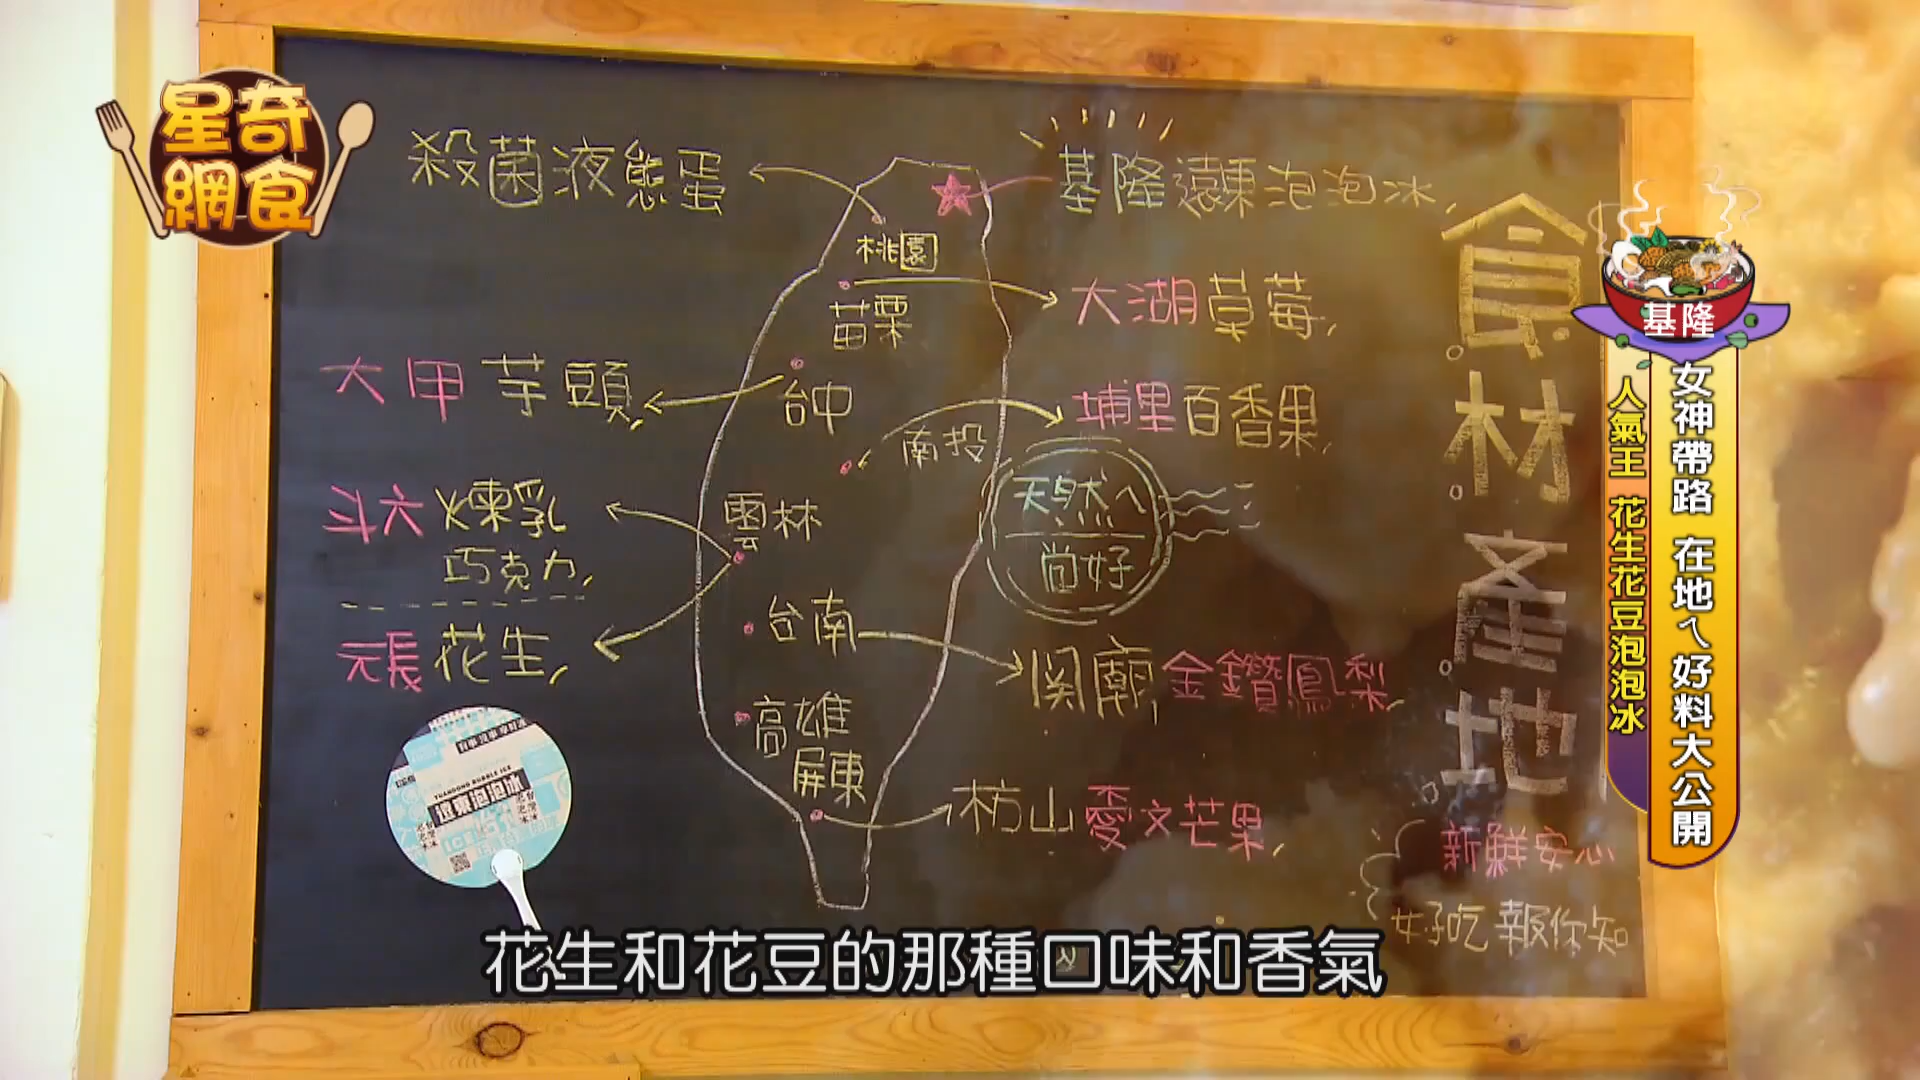 星奇
網食
殺菌液態蛋
基隆遠東泡泡冰
桃園
苗栗
大湖草莓
大甲芋頭
台中
埔里百香果
南投
斗六煉乳
巧克力
雲林
天然ㄟ
尚好
元長花生
台南
関廟金鑽鳳梨
高雄
屏東
枋山愛文芒果
食材產地
新鮮安心
好吃報你知
YUANDONG BUBBLE ICE
遠東泡泡冰
基隆
女神帶路 在地ㄟ好料大公開
人氣王 花生花豆泡泡冰
花生和花豆的那種口味和香氣